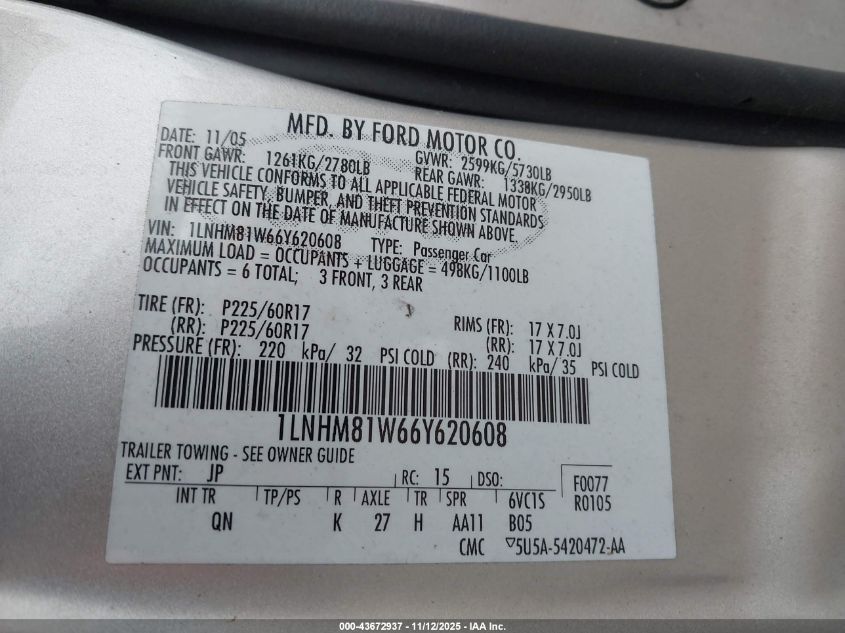 MFD. BY FORD MOTOR CO.
DATE: 11/05 GVWR: 2599KG/5730LB
FRONT GAWR: 1261KG/2780LB REAR GAWR: 1338KG/2950LB
THIS VEHICLE CONFORMS TO ALL APPLICABLE FEDERAL MOTOR
VEHICLE SAFETY, BUMPER, AND THEFT PREVENTION STANDARDS
IN EFFECT ON THE DATE OF MANUFACTURE SHOWN ABOVE.
VIN: 1LNHM81W66Y620608 TYPE: Passenger Car
MAXIMUM LOAD = OCCUPANTS + LUGGAGE = 498KG/1100LB
OCCUPANTS = 6 TOTAL; 3 FRONT, 3 REAR
TIRE (FR): P225/60R17 RIMS (FR): 17 X 7.0J
(RR): P225/60R17 (RR): 17 X 7.0J
PRESSURE (FR): 220 kPa/ 32 PSI COLD (RR): 240 kPa/ 35 PSI COLD
1LNHM81W66Y620608
TRAILER TOWING - SEE OWNER GUIDE
EXT PNT: JP RC: 15 DSO: F0077
R0105
INT TR TP/PS R AXLE TR SPR 6VC1S
QN K 27 H AA11 B05
CMC ▽5U5A-5420472-AA
000-43672937 - 11/12/2025 - IAA Inc.